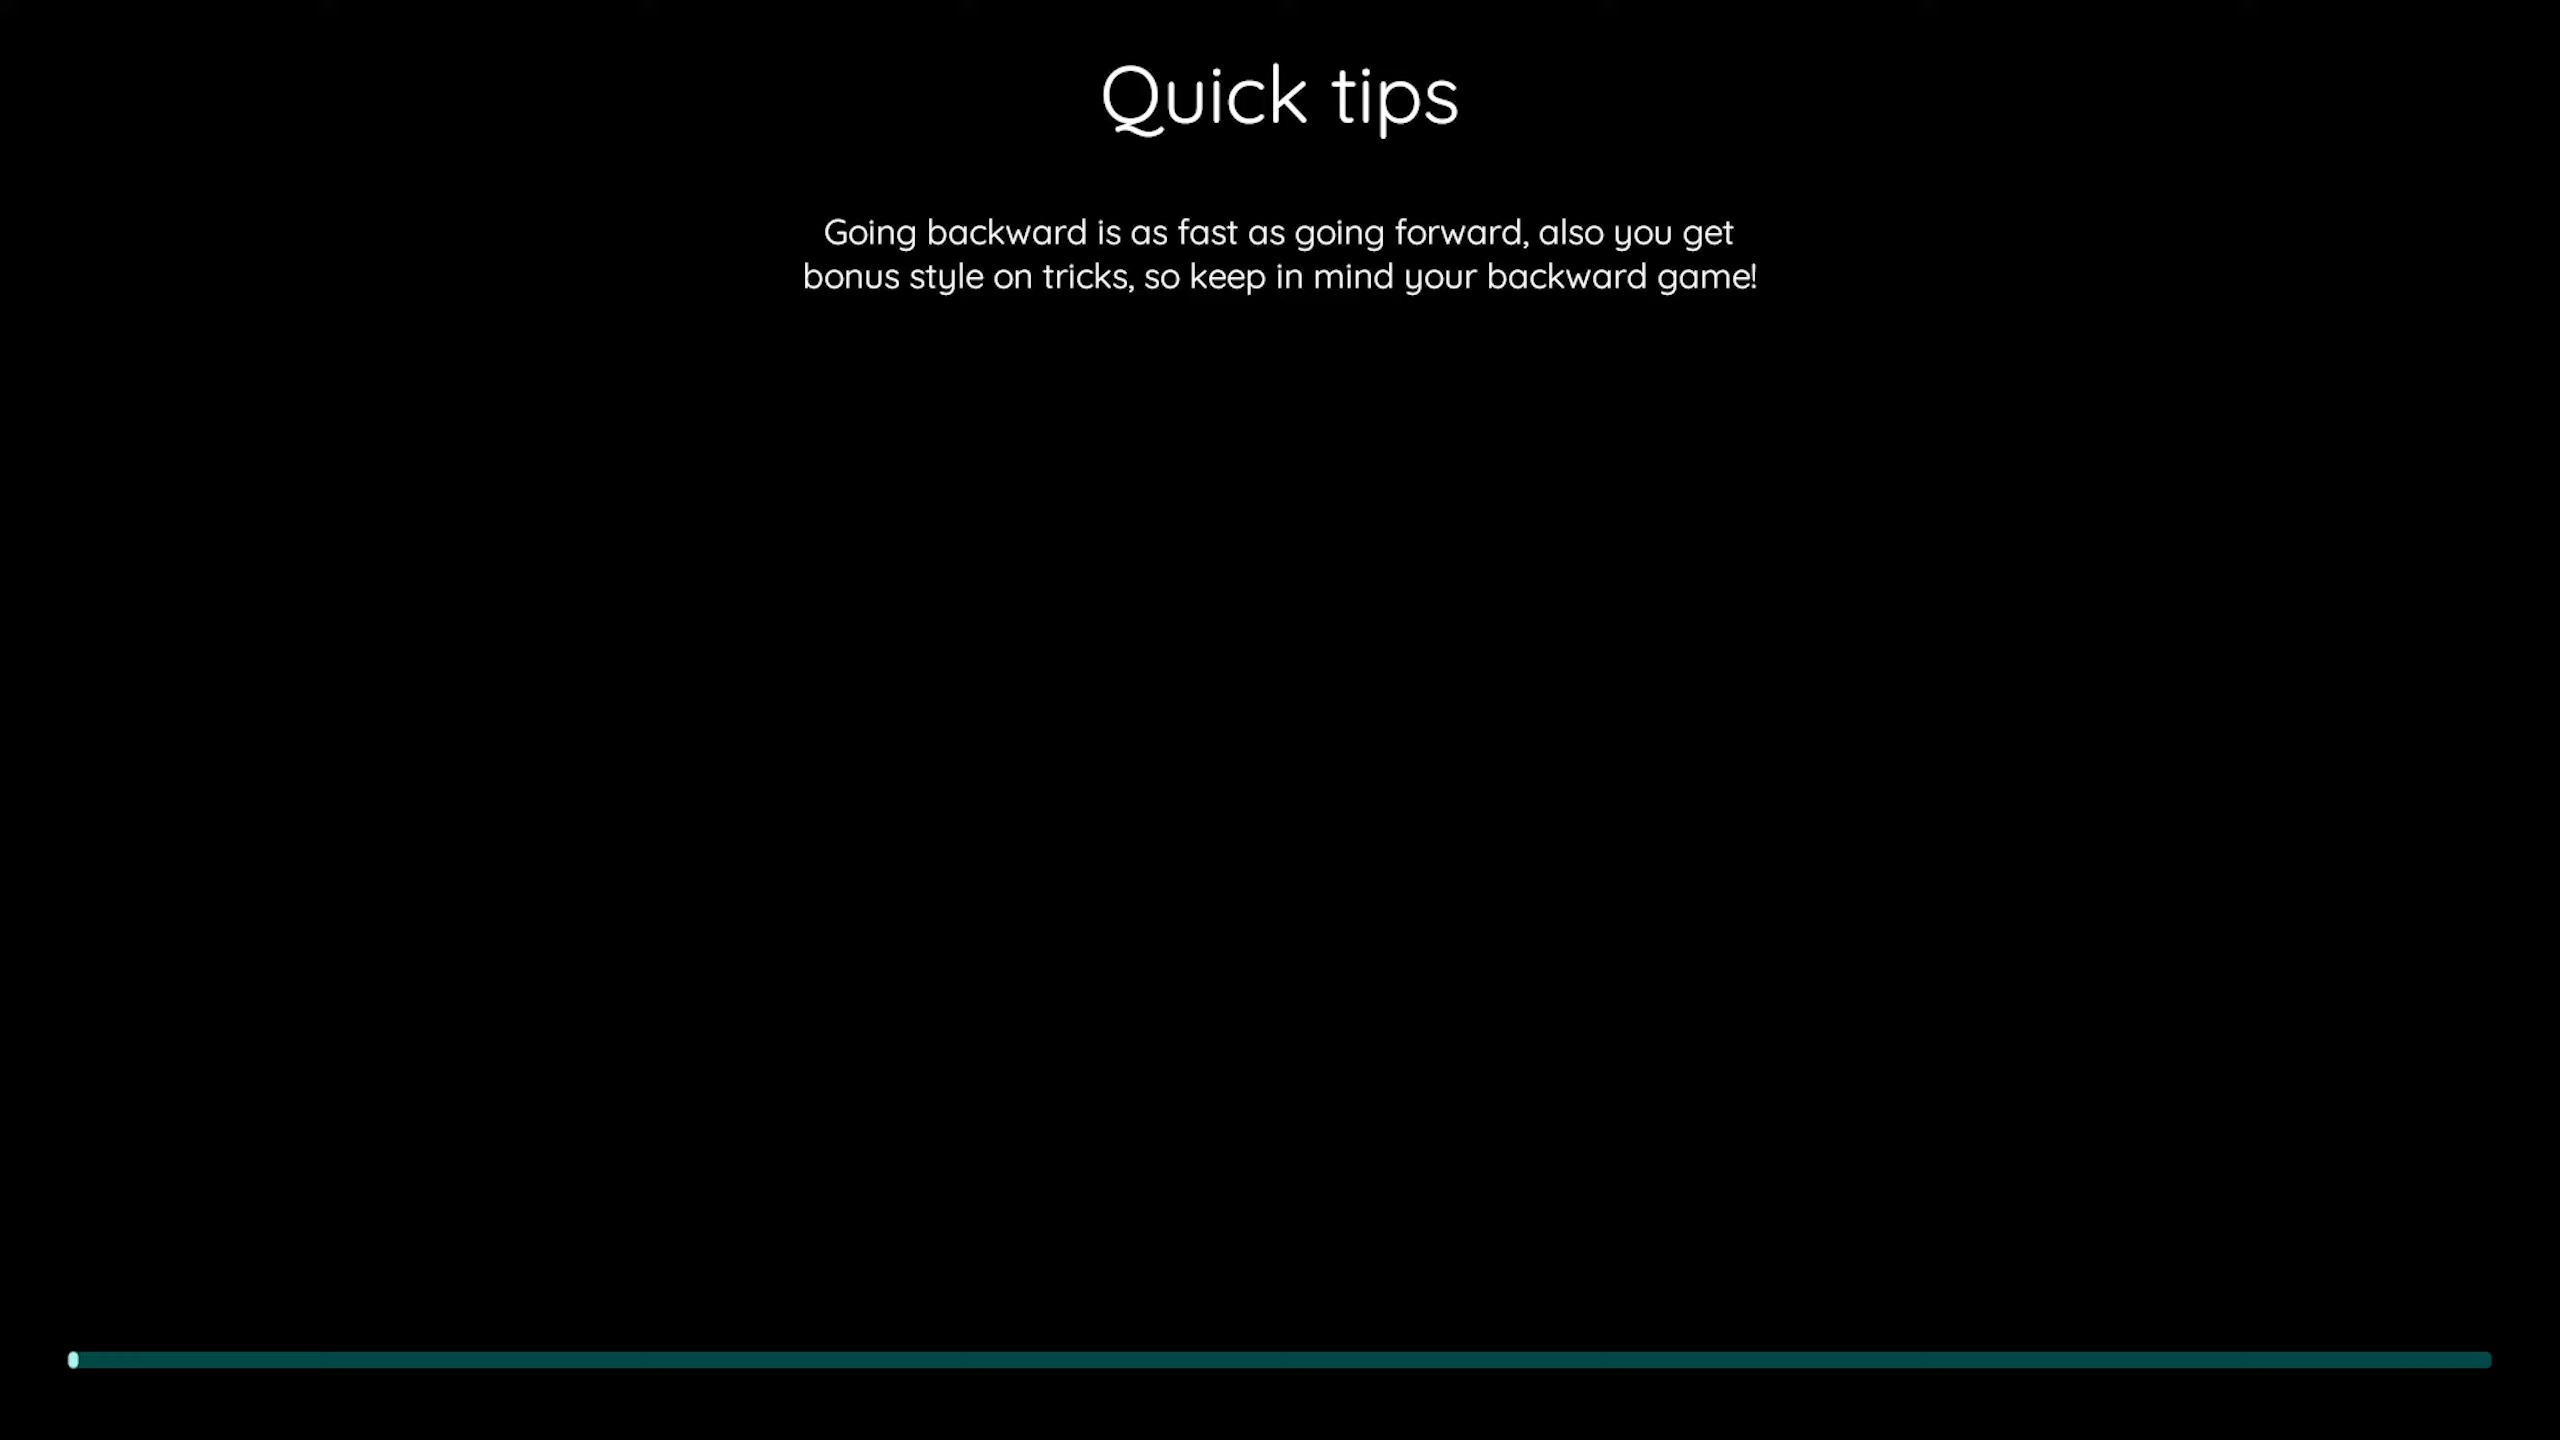 Quick tips
Going backward is as fast as going forward, also you get
bonus style on tricks, so keep in mind your backward game!